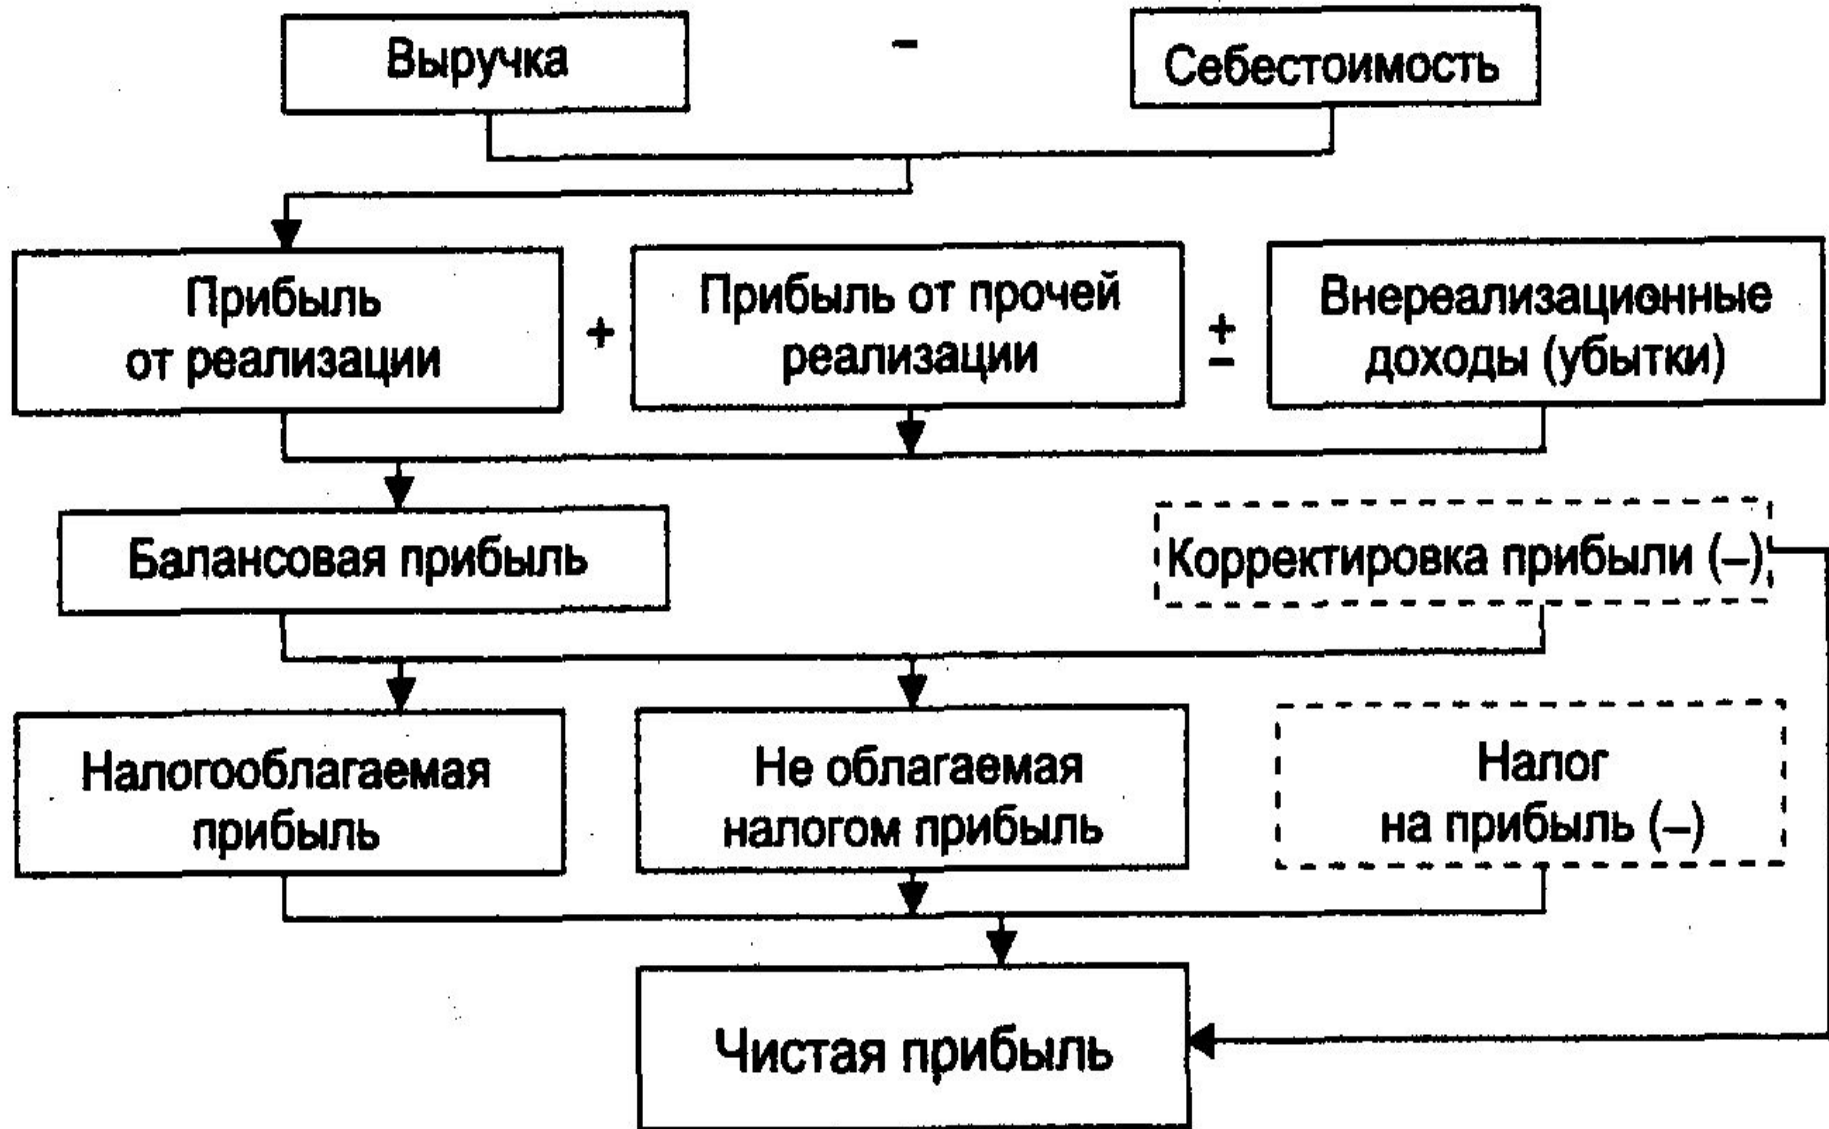 Выручка
–
Себестоимость
Прибыль
от реализации
+
Прибыль от прочей
реализации
±
Внереализационные
доходы (убытки)
Балансовая прибыль
Корректировка прибыли (–)
Налогооблагаемая
прибыль
Не облагаемая
налогом прибыль
Налог
на прибыль (–)
Чистая прибыль